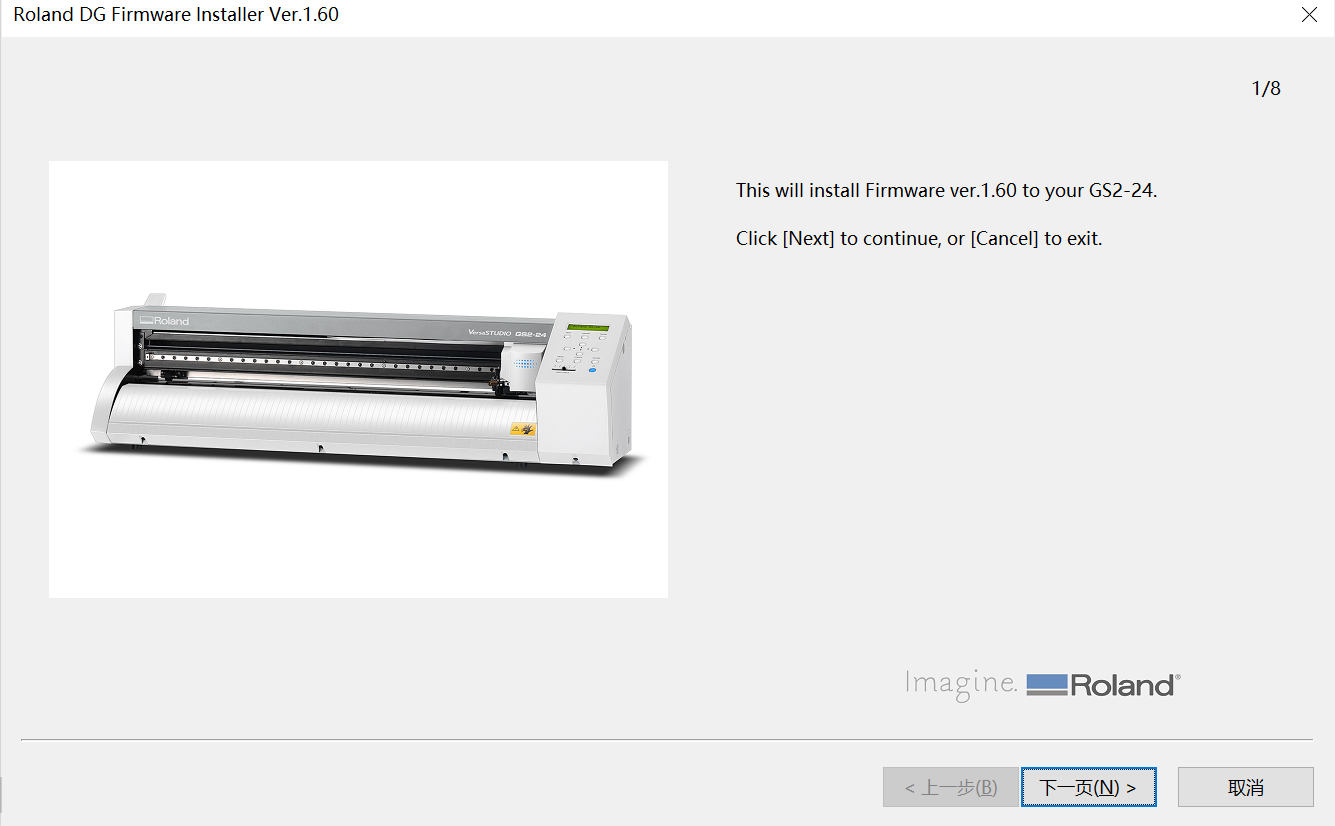 Roland DG Firmware Installer Ver.1.60
1/8
This will install Firmware ver.1.60 to your GS2-24.
Click [Next] to continue, or [Cancel] to exit.
Roland
VersaSTUDIO GS2-24
Imagine. Roland®
< 上一步(B)
下一页(N) >
取消